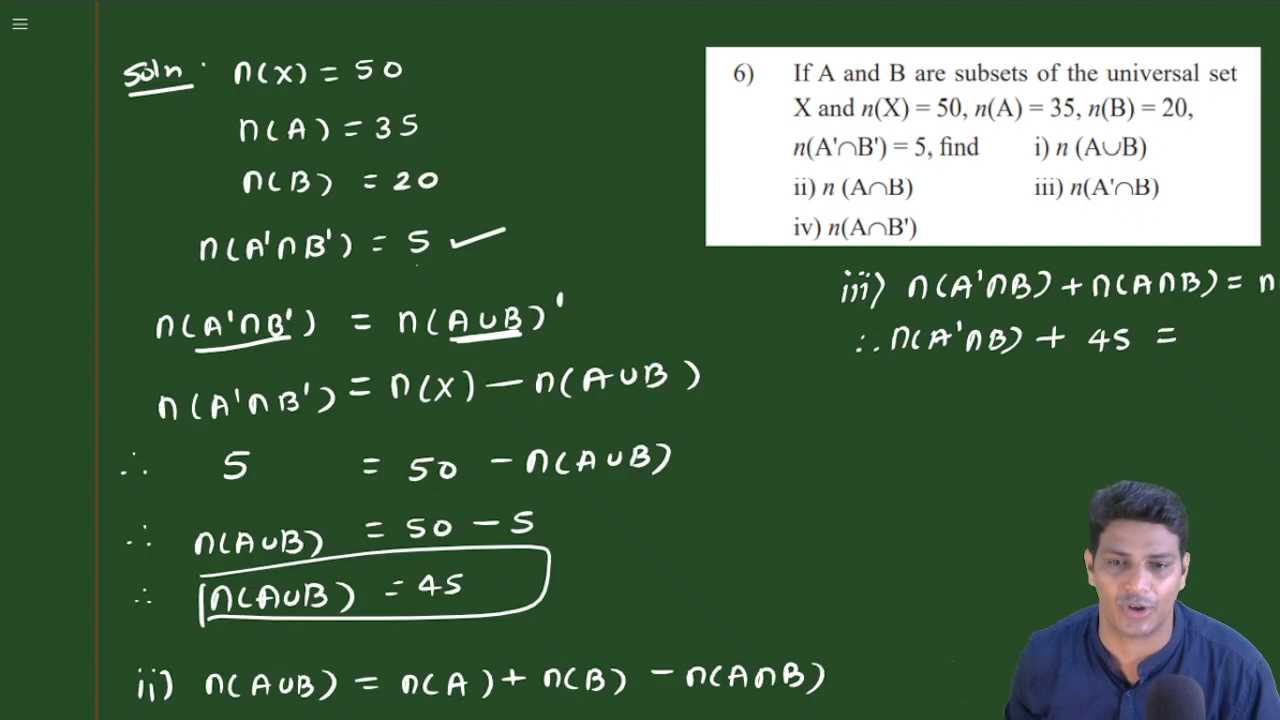 Soln. n(X) = 50
n(A) = 35
n(B) = 20
n(A'∩B') = 5 ✓
n(A'∩B') = n(A∪B)'
n(A'∩B') = n(X) − n(A∪B)
∴ 5 = 50 − n(A∪B)
∴ n(A∪B) = 50 − 5
∴ n(A∪B) = 45
ii) n(A∪B) = n(A) + n(B) − n(A∩B)
6) If A and B are subsets of the universal set
X and n(X) = 50, n(A) = 35, n(B) = 20,
n(A'∩B') = 5, find i) n (A∪B)
ii) n (A∩B) iii) n(A'∩B)
iv) n(A∩B')
iii) n(A'∩B) + n(A∩B) = n
∴ n(A'∩B) + 45 =